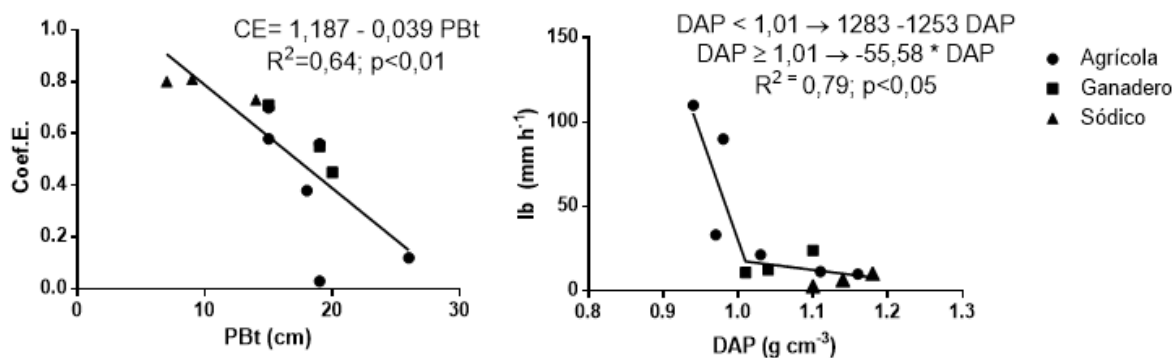 CE= 1,187 - 0,039 PBt
R²=0,64; p<0,01
1.0
0.8
0.6
0.4
0.2
0.0
Coef.E.
0 10 20 30
PBt (cm)
DAP < 1,01 → 1283 -1253 DAP
DAP ≥ 1,01 → -55,58 * DAP
R² = 0,79; p<0,05
150
100
50
0
Ib (mm h⁻¹)
0.8 0.9 1.0 1.1 1.2 1.3
DAP (g cm⁻³)
Agrícola
Ganadero
Sódico